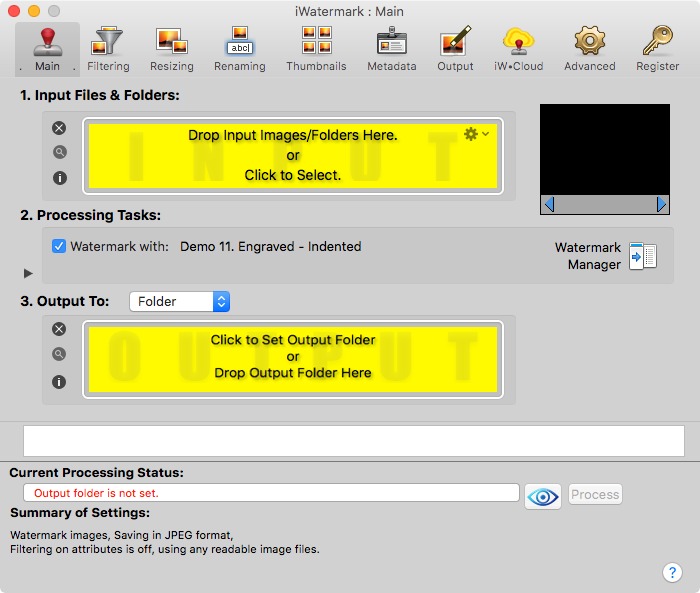 iWatermark : Main
Main
Filtering
Resizing
abc
Renaming
Thumbnails
Metadata
Output
iW•Cloud
Advanced
Register
1. Input Files & Folders:
INPUT
Drop Input Images/Folders Here.
or
Click to Select.
2. Processing Tasks:
Watermark with: Demo 11. Engraved - Indented
Watermark
Manager
3. Output To: Folder
OUTPUT
Click to Set Output Folder
or
Drop Output Folder Here
Current Processing Status:
Output folder is not set.
Process
Summary of Settings:
Watermark images, Saving in JPEG format,
Filtering on attributes is off, using any readable image files.
?